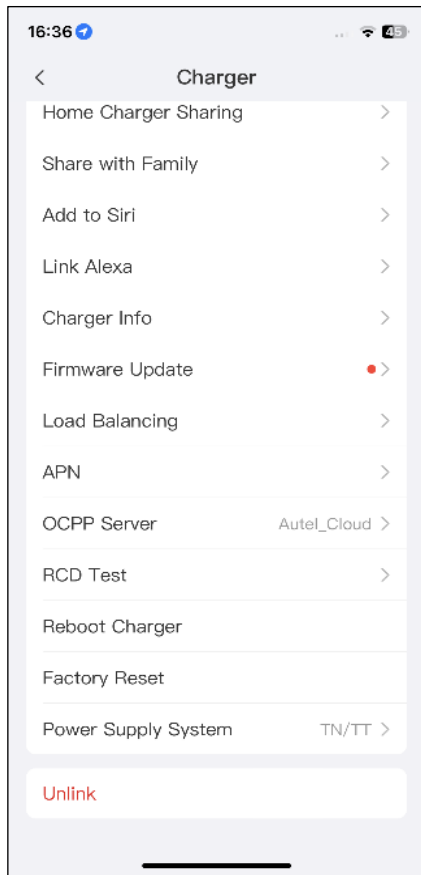 16:36
45
Charger
Home Charger Sharing
Share with Family
Add to Siri
Link Alexa
Charger Info
Firmware Update
Load Balancing
APN
OCPP Server Autel_Cloud
RCD Test
Reboot Charger
Factory Reset
Power Supply System TN/TT
Unlink